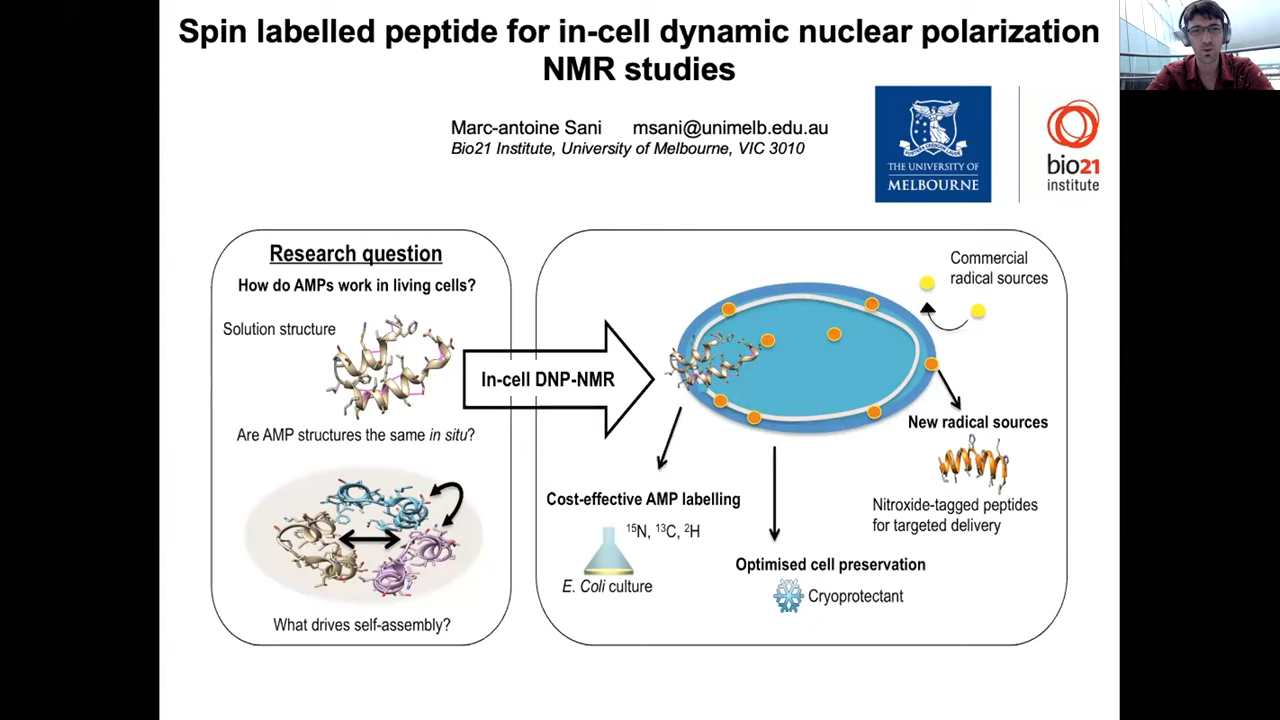 Spin labelled peptide for in-cell dynamic nuclear polarization
NMR studies
Marc-antoine Sani msani@unimelb.edu.au
Bio21 Institute, University of Melbourne, VIC 3010
THE UNIVERSITY OF
MELBOURNE
bio21
institute
Research question
How do AMPs work in living cells?
Solution structure
Are AMP structures the same in situ?
What drives self-assembly?
In-cell DNP-NMR
Commercial
radical sources
New radical sources
Nitroxide-tagged peptides
for targeted delivery
Cost-effective AMP labelling
¹⁵N, ¹³C, ²H
E. Coli culture
Optimised cell preservation
Cryoprotectant